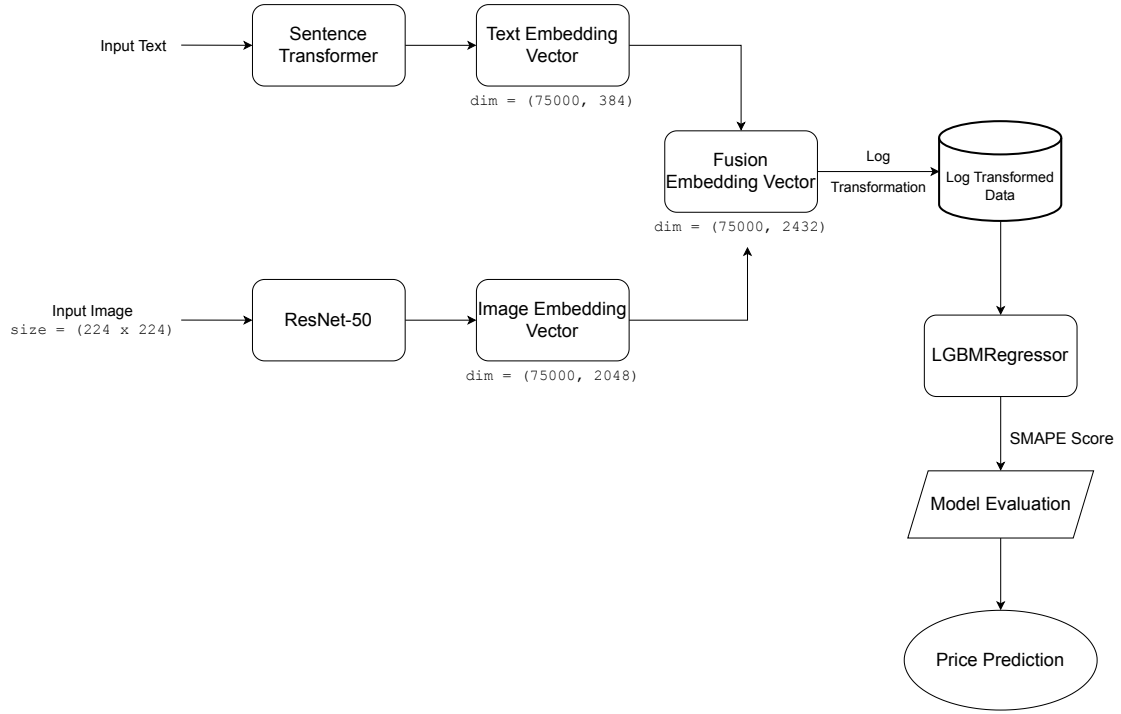 Input Text
Sentence
Transformer
Text Embedding
Vector
dim = (75000, 384)
Fusion
Embedding Vector
dim = (75000, 2432)
Log
Transformation
Log Transformed
Data
Input Image
size = (224 x 224)
ResNet-50
Image Embedding
Vector
dim = (75000, 2048)
LGBMRegressor
SMAPE Score
Model Evaluation
Price Prediction